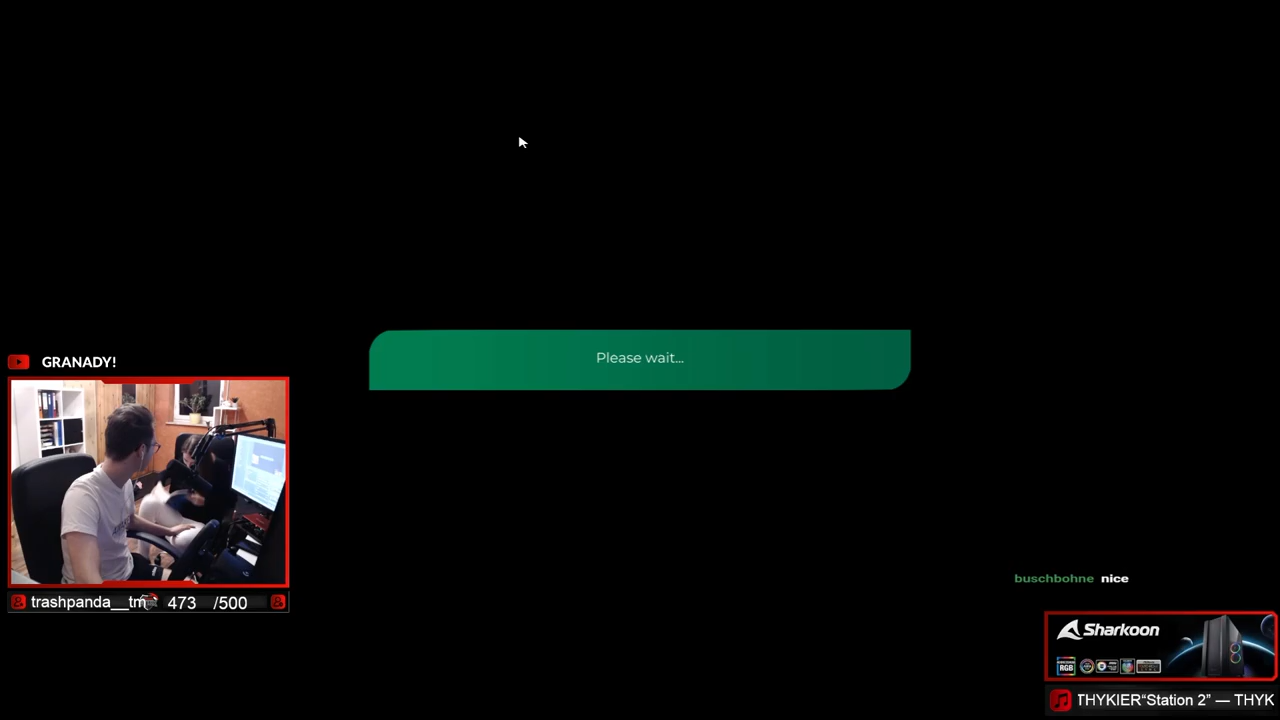 Please wait...
GRANADY!
trashpanda__tm 473 /500
buschbohne nice
Sharkoon
RGB
THYKIER“Station 2” — THYK